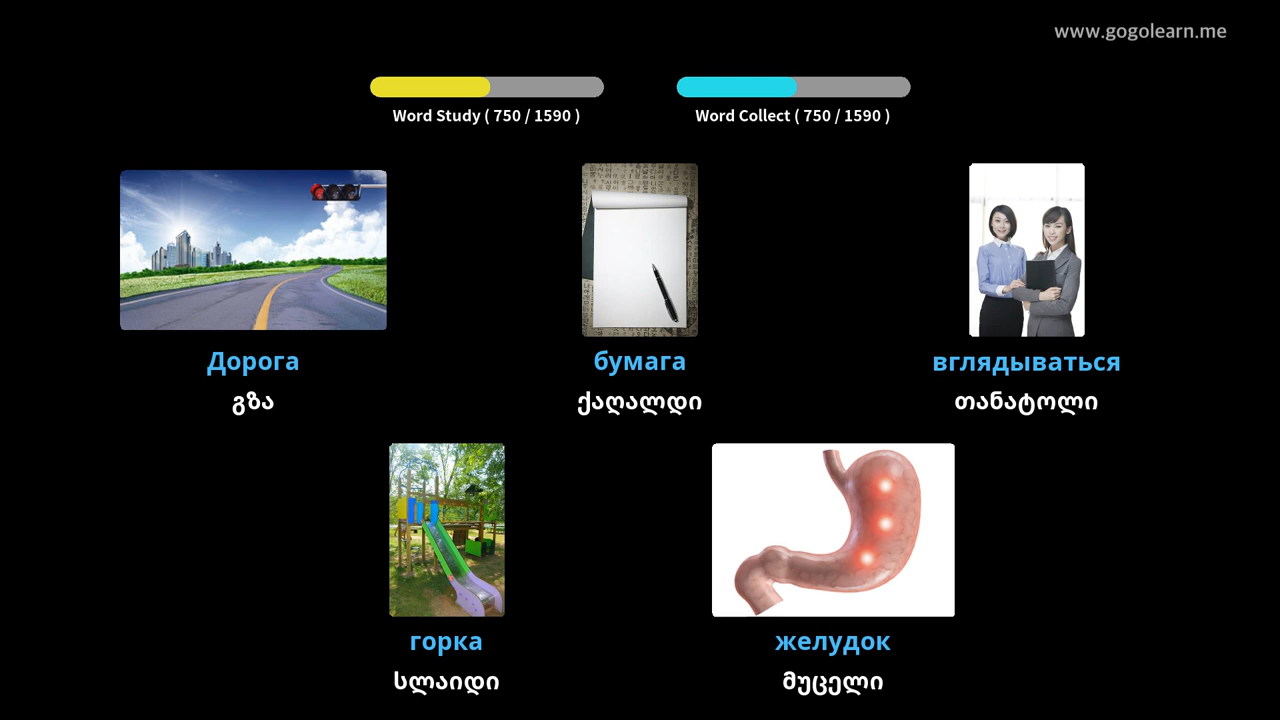 www.gogolearn.me
Word Study ( 750 / 1590 )
Word Collect ( 750 / 1590 )
Дорога
გზა
бумага
ქაღალდი
вглядываться
თანატოლი
горка
სლაიდი
желудок
მუცელი